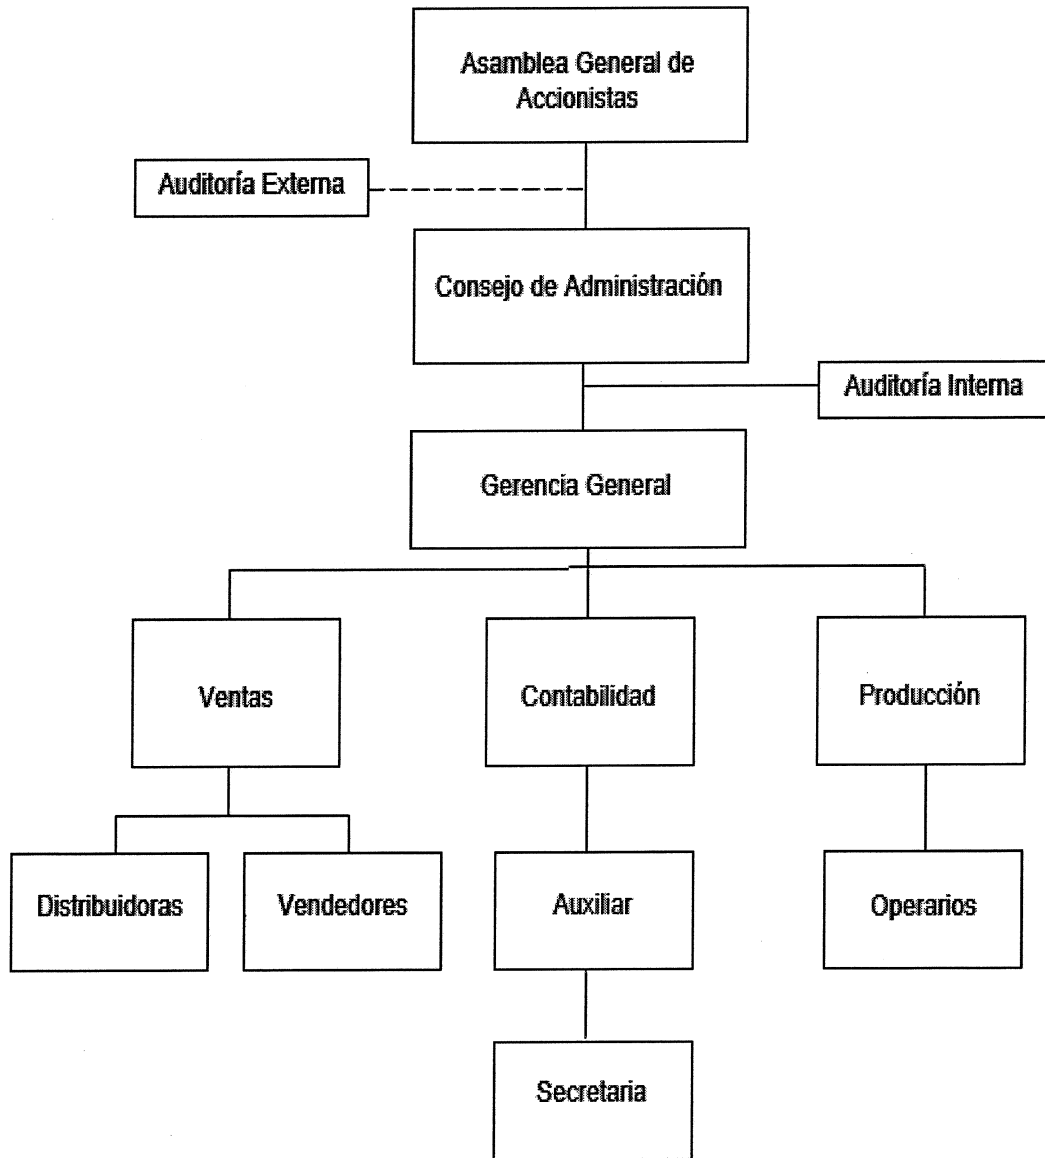 Asamblea General de
Accionistas
Auditoría Externa
Consejo de Administración
Auditoría Interna
Gerencia General
Ventas
Contabilidad
Producción
Distribuidoras
Vendedores
Auxiliar
Operarios
Secretaria